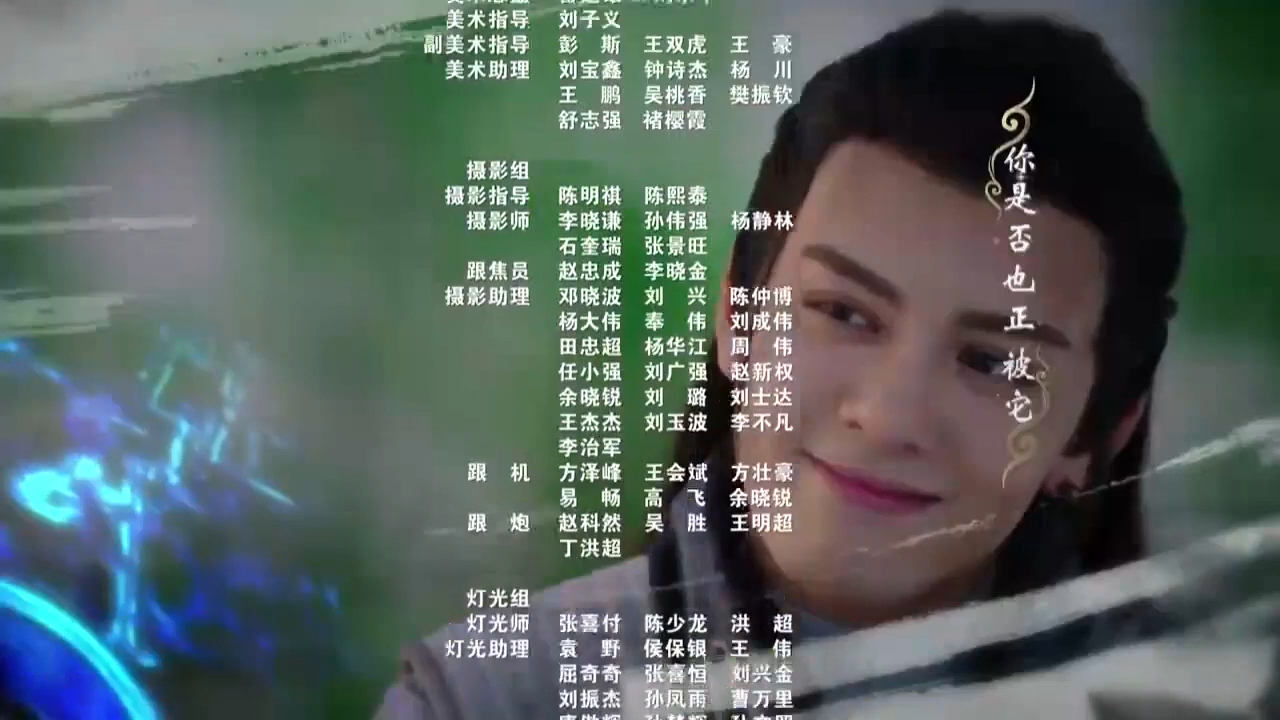 美术指导 刘子义
副美术指导 彭 斯 王双虎 王 豪
美术助理 刘宝鑫 钟诗杰 杨 川
王 鹏 吴桃香 樊振钦
舒志强 褚樱霞
摄影组
摄影指导 陈明祺 陈熙泰
摄影师 李晓谦 孙伟强 杨静林
石奎瑞 张景旺
跟焦员 赵忠成 李晓金
摄影助理 邓晓波 刘 兴 陈仲博
杨大伟 奉 伟 刘成伟
田忠超 杨华江 周 伟
任小强 刘广强 赵新权
余晓锐 刘 璐 刘士达
王杰杰 刘玉波 李不凡
李治军
跟 机 方泽峰 王会斌 方壮豪
易 畅 高 飞 余晓锐
跟 炮 赵科然 吴 胜 王明超
丁洪超
灯光组
灯光师 张喜付 陈少龙 洪 超
灯光助理 袁 野 侯保银 王 伟
屈奇奇 张喜恒 刘兴金
刘振杰 孙凤雨 曹万里
你是否也正被它